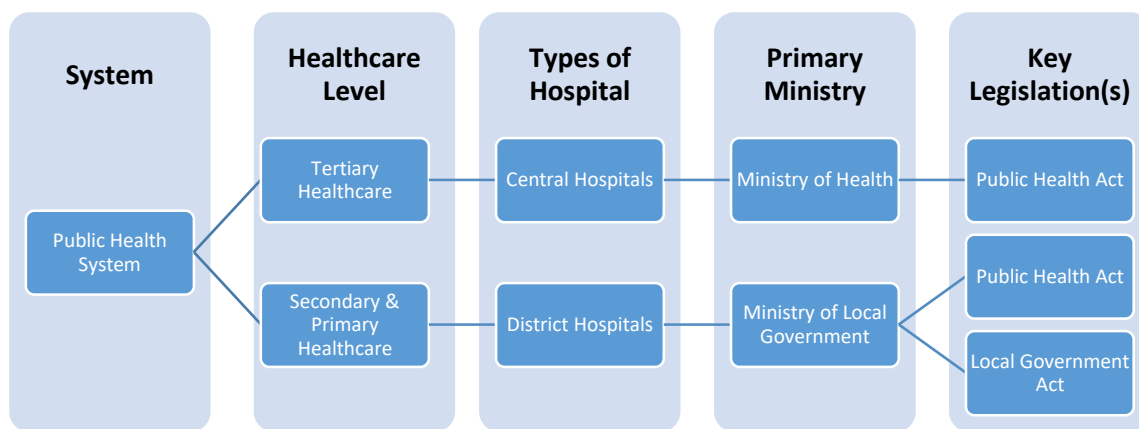 System
Healthcare
Level
Types of
Hospital
Primary
Ministry
Key
Legislation(s)
Public Health
System
Tertiary
Healthcare
Central Hospitals
Ministry of Health
Public Health Act
Secondary &
Primary
Healthcare
District Hospitals
Ministry of Local
Government
Public Health Act
Local Government
Act